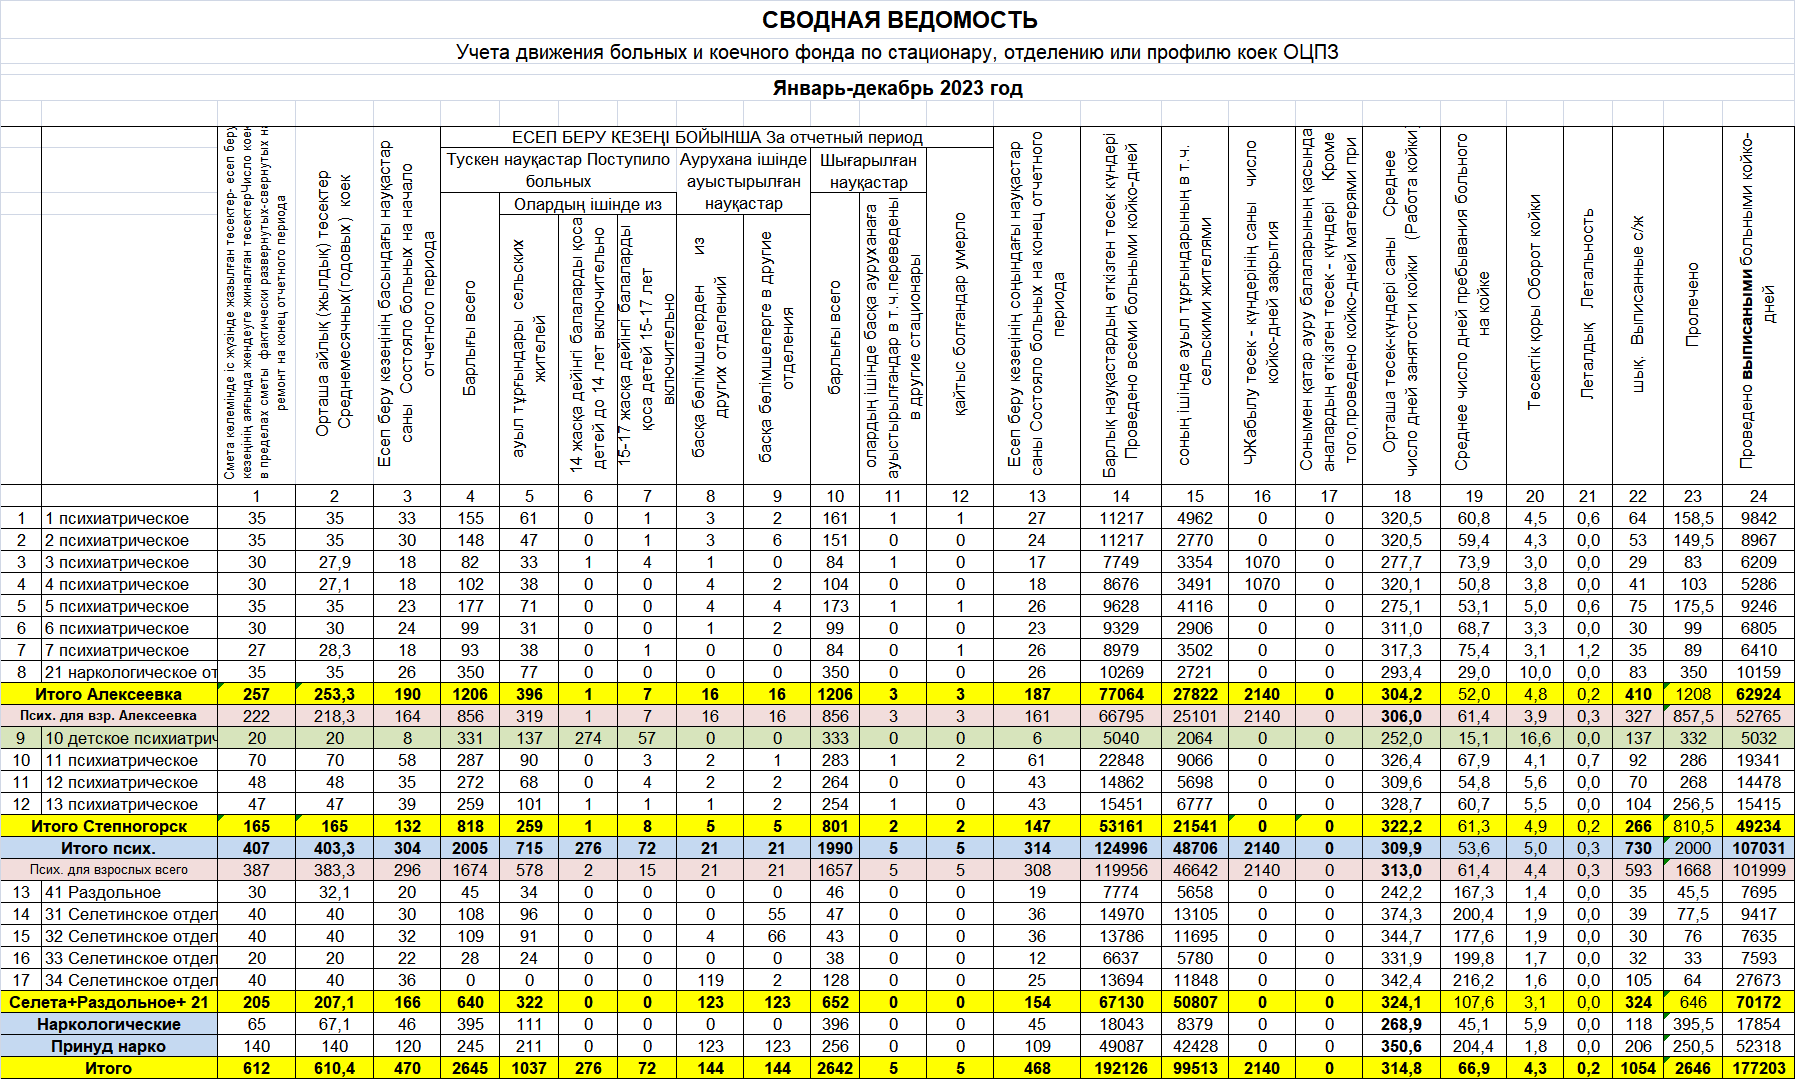 СВОДНАЯ ВЕДОМОСТЬ
Учета движения больных и коечного фонда по стационару, отделению или профилю коек ОЦПЗ
Январь-декабрь 2023 год
Смета көлемінде іс жүзінде жазылған төсектер- есеп беру
кезеңінің аяғында жөндеуге жиналған төсектерЧисло коек
в пределах сметы фактически развернутых-свернутых на
ремонт на конец отчетного периода
Орташа айлық (жылдық) төсектер
Среднемесячных(годовых) коек
Есеп беру кезеңінің басындағы науқастар
саны Состояло больных на начало
отчетного периода
ЕСЕП БЕРУ КЕЗЕҢІ БОЙЫНША За отчетный период
Тускен науқастар Поступило
больных
Олардың ішінде из
Барлығы всего
ауыл тұрғындары сельских
жителей
14 жасқа дейінгі балаларды қоса
детей до 14 лет включительно
15-17 жасқа дейінгі балаларды
қоса детей 15-17 лет
включительно
Аурухана ішінде
ауыстырылған
науқастар
басқа бөлімшелерден из
других отделений
басқа бөлімшелерге в другие
отделения
Шығарылған
науқастар
барлығы всего
олардың ішінде басқа ауруханаға
ауыстырылғандар в т. ч.переведены
в другие стационары
қайтыс болғандар умерло
Есеп беру кезеңінің соңындағы науқастар
саны Состояло больных на конец отчетного
периода
Барлық науқастардың өткізген төсек күндері
Проведено всеми больными койко-дней
соның ішінде ауыл тұрғындарының в т.ч.
сельскими жителями
ЧЖабылу төсек - күндерінің саны число
койко-дней закрытия
Сонымен қатар ауру балаларының қасында
аналардың өткізген төсек - күндері Кроме
того,проведено койко-дней матерями при
Орташа төсек-күндері саны Среднее
число дней занятости койки (Работа койки)
Среднее число дней пребывания больного
на койке
Төсектік қоры Оборот койки
Леталдық Летальность
шық. Выписанные с/ж
Пролечено
Проведено выписаными больными койко-
дней
1 2 3 4 5 6 7 8 9 10 11 12 13 14 15 16 17 18 19 20 21 22 23 24
1 1 психиатрическое 35 35 33 155 61 0 1 3 2 161 1 1 27 11217 4962 0 0 320,5 60,8 4,5 0,6 64 158,5 9842
2 2 психиатрическое 35 35 30 148 47 0 1 3 6 151 0 0 24 11217 2770 0 0 320,5 59,4 4,3 0,0 53 149,5 8967
3 3 психиатрическое 30 27,9 18 82 33 1 4 1 0 84 1 0 17 7749 3354 1070 0 277,7 73,9 3,0 0,0 29 83 6209
4 4 психиатрическое 30 27,1 18 102 38 0 0 4 2 104 0 0 18 8676 3491 1070 0 320,1 50,8 3,8 0,0 41 103 5286
5 5 психиатрическое 35 35 23 177 71 0 0 4 4 173 1 1 26 9628 4116 0 0 275,1 53,1 5,0 0,6 75 175,5 9246
6 6 психиатрическое 30 30 24 99 31 0 0 1 2 99 0 0 23 9329 2906 0 0 311,0 68,7 3,3 0,0 30 99 6805
7 7 психиатрическое 27 28,3 18 93 38 0 1 0 0 84 0 1 26 8979 3502 0 0 317,3 75,4 3,1 1,2 35 89 6410
8 21 наркологическое от 35 35 26 350 77 0 0 0 0 350 0 0 26 10269 2721 0 0 293,4 29,0 10,0 0,0 83 350 10159
Итого Алексеевка 257 253,3 190 1206 396 1 7 16 16 1206 3 3 187 77064 27822 2140 0 304,2 52,0 4,8 0,2 410 1208 62924
Псих. для взр. Алексеевка 222 218,3 164 856 319 1 7 16 16 856 3 3 161 66795 25101 2140 0 306,0 61,4 3,9 0,3 327 857,5 52765
9 10 детское психиатрич 20 20 8 331 137 274 57 0 0 333 0 0 6 5040 2064 0 0 252,0 15,1 16,6 0,0 137 332 5032
10 11 психиатрическое 70 70 58 287 90 0 3 2 1 283 1 2 61 22848 9066 0 0 326,4 67,9 4,1 0,7 92 286 19341
11 12 психиатрическое 48 48 35 272 68 0 4 2 2 264 0 0 43 14862 5698 0 0 309,6 54,8 5,6 0,0 70 268 14478
12 13 психиатрическое 47 47 39 259 101 1 1 1 2 254 1 0 43 15451 6777 0 0 328,7 60,7 5,5 0,0 104 256,5 15415
Итого Степногорск 165 165 132 818 259 1 8 5 5 801 2 2 147 53161 21541 0 0 322,2 61,3 4,9 0,2 266 810,5 49234
Итого псих. 407 403,3 304 2005 715 276 72 21 21 1990 5 5 314 124996 48706 2140 0 309,9 53,6 5,0 0,3 730 2000 107031
Псих. для взрослых всего 387 383,3 296 1674 578 2 15 21 21 1657 5 5 308 119956 46642 2140 0 313,0 61,4 4,4 0,3 593 1668 101999
13 41 Раздольное 30 32,1 20 45 34 0 0 0 0 46 0 0 19 7774 5658 0 0 242,2 167,3 1,4 0,0 35 45,5 7695
14 31 Селетинское отдел 40 40 30 108 96 0 0 0 55 47 0 0 36 14970 13105 0 0 374,3 200,4 1,9 0,0 39 77,5 9417
15 32 Селетинское отдел 40 40 32 109 91 0 0 4 66 43 0 0 36 13786 11695 0 0 344,7 177,6 1,9 0,0 30 76 7635
16 33 Селетинское отдел 20 20 22 28 24 0 0 0 0 38 0 0 12 6637 5780 0 0 331,9 199,8 1,7 0,0 32 33 7593
17 34 Селетинское отдел 40 40 36 0 0 0 0 119 2 128 0 0 25 13694 11848 0 0 342,4 216,2 1,6 0,0 105 64 27673
Селета+Раздольное+ 21 205 207,1 166 640 322 0 0 123 123 652 0 0 154 67130 50807 0 0 324,1 107,6 3,1 0,0 324 646 70172
Наркологические 65 67,1 46 395 111 0 0 0 0 396 0 0 45 18043 8379 0 0 268,9 45,1 5,9 0,0 118 395,5 17854
Принуд нарко 140 140 120 245 211 0 0 123 123 256 0 0 109 49087 42428 0 0 350,6 204,4 1,8 0,0 206 250,5 52318
Итого 612 610,4 470 2645 1037 276 72 144 144 2642 5 5 468 192126 99513 2140 0 314,8 66,9 4,3 0,2 1054 2646 177203